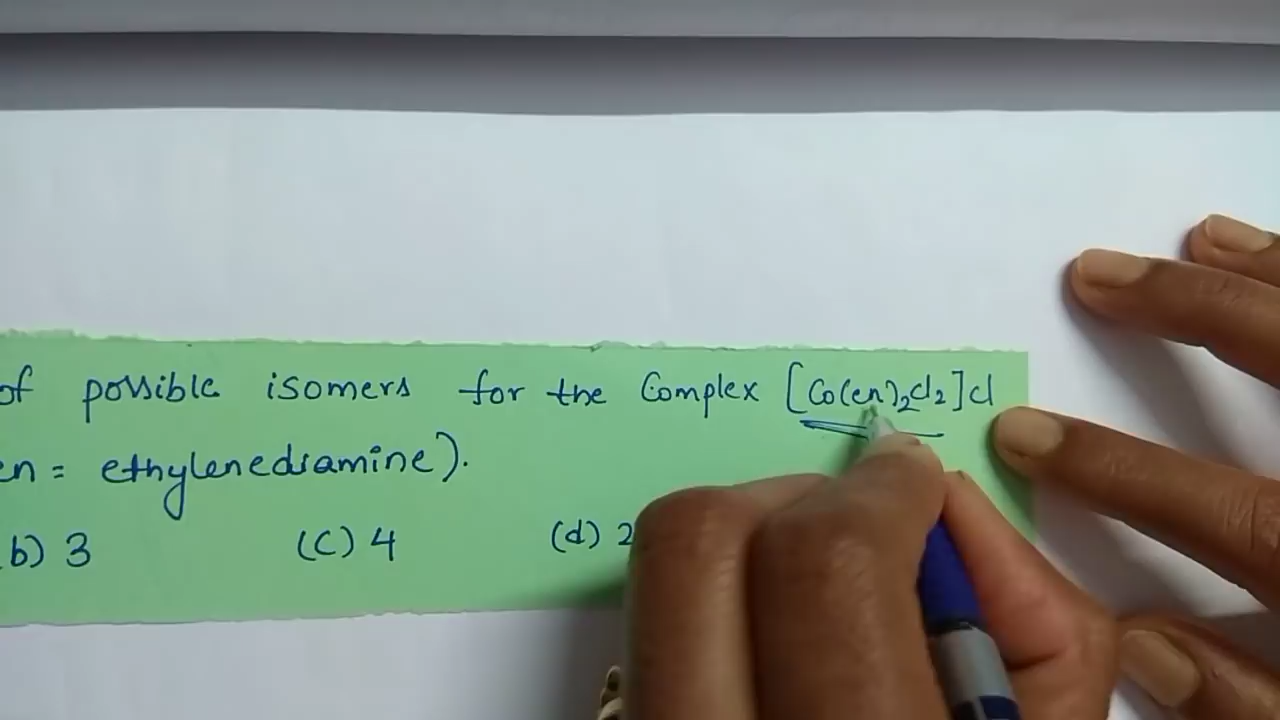 of possible isomers for the Complex [Co(en)₂Cl₂]Cl
en = ethylenediamine).
b) 3 (C) 4 (d) 2